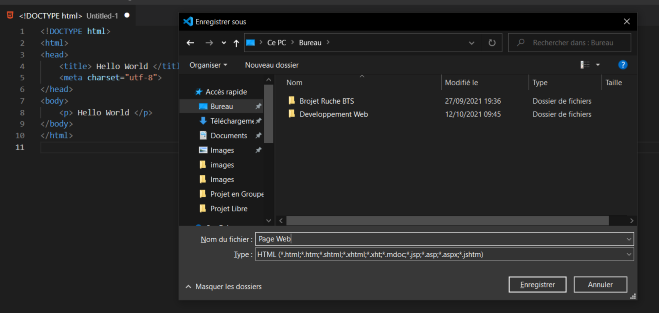 <!DOCTYPE html> Untitled-1
1 <!DOCTYPE html>
2 <html>
3 <head>
4 <title> Hello World </titl
5 <meta charset="utf-8">
6 </head>
7 <body>
8 <p> Hello World </p>
9 </body>
10 </html>
11
Enregistrer sous
Ce PC > Bureau >
Rechercher dans : Bureau
Organiser Nouveau dossier
Nom Modifié le Type Taille
Accès rapide
Bureau
Téléchargeme
Documents
Images
images
Images
Projet en Groupe
Projet Libre
Brojet Ruche BTS 27/09/2021 19:36 Dossier de fichiers
Developpement Web 12/10/2021 09:45 Dossier de fichiers
Nom du fichier : Page Web
Type : HTML (*.html;*.htm;*.shtml;*.xhtml;*.xht;*.mdoc;*.jsp;*.asp;*.aspx;*.jshtm)
Masquer les dossiers
Enregistrer Annuler